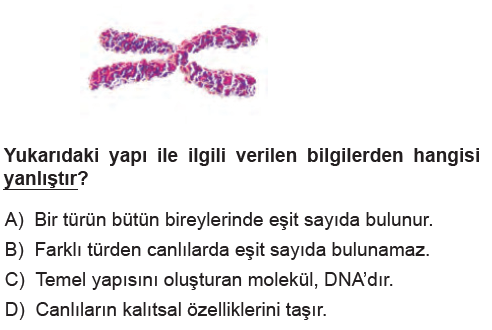 Yukarıdaki yapı ile ilgili verilen bilgilerden hangisi
yanlıştır?
A) Bir türün bütün bireylerinde eşit sayıda bulunur.
B) Farklı türden canlılarda eşit sayıda bulunamaz.
C) Temel yapısını oluşturan molekül, DNA’dır.
D) Canlıların kalıtsal özelliklerini taşır.